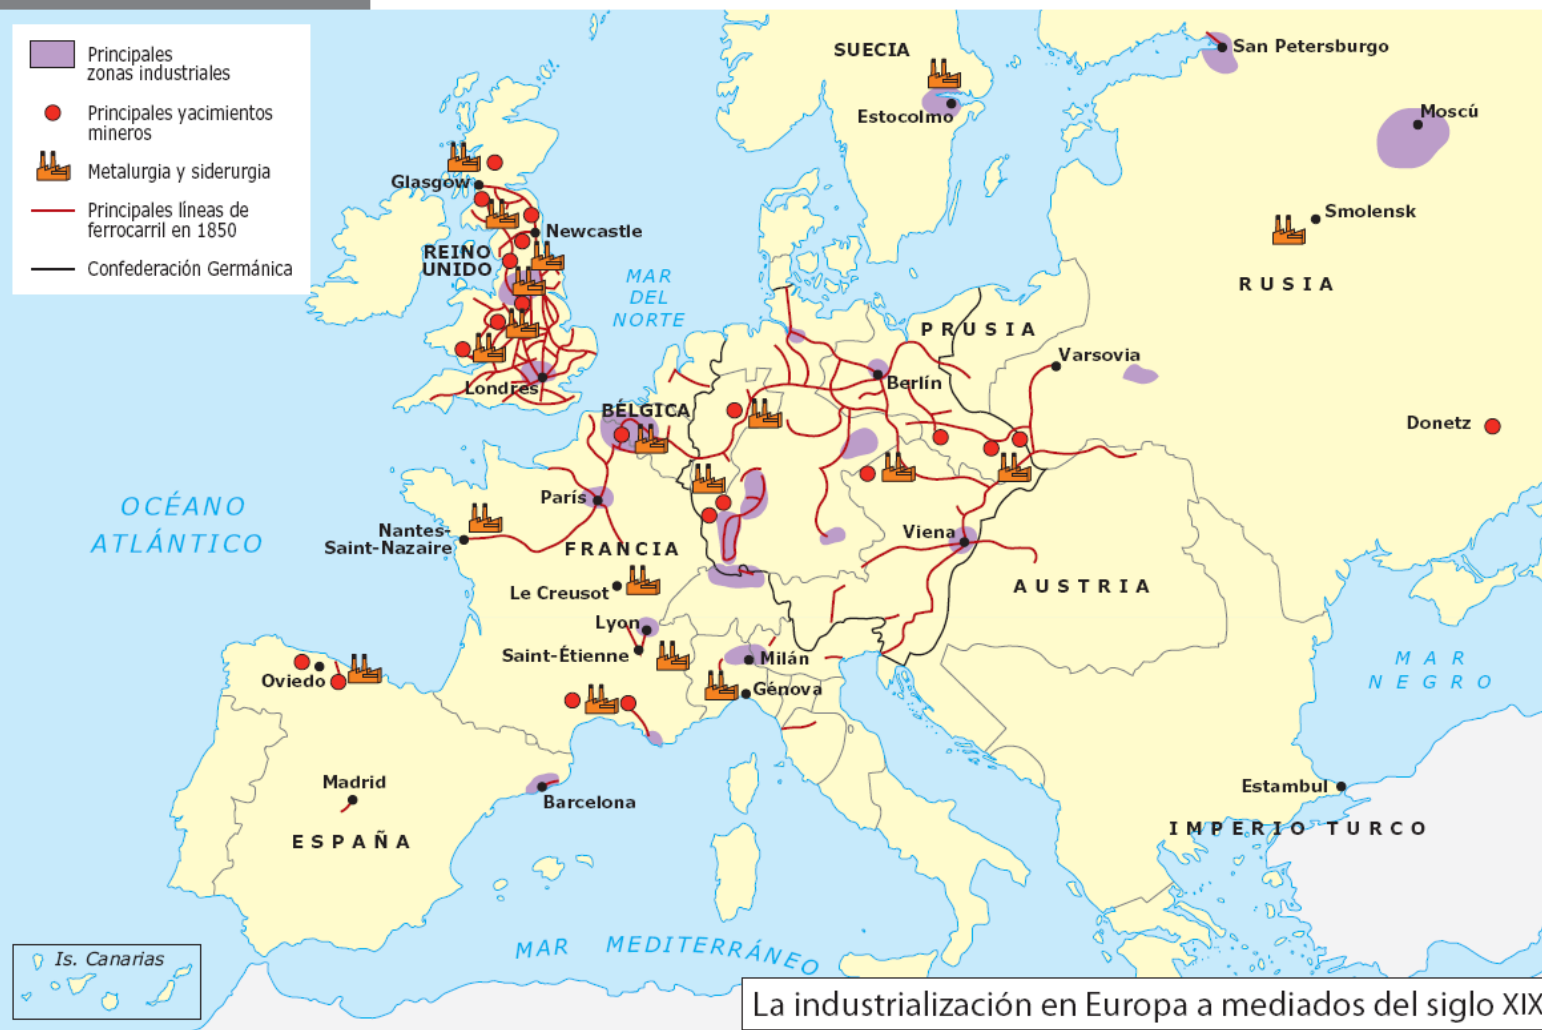 Principales
zonas industriales
Principales yacimientos
mineros
Metalurgia y siderurgia
Principales líneas de
ferrocarril en 1850
Confederación Germánica
SUECIA
Estocolmo
San Petersburgo
Moscú
Smolensk
RUSIA
Glasgow
Newcastle
REINO
UNIDO
MAR
DEL
NORTE
Londres
PRUSIA
Varsovia
Berlín
BÉLGICA
Donetz
OCÉANO
ATLÁNTICO
París
Nantes-
Saint-Nazaire
FRANCIA
Viena
AUSTRIA
Le Creusot
Lyon
Saint-Étienne
Milán
Génova
MAR
NEGRO
Oviedo
Madrid
ESPAÑA
Barcelona
Estambul
IMPERIO TURCO
MAR MEDITERRÁNEO
Is. Canarias
La industrialización en Europa a mediados del siglo XIX